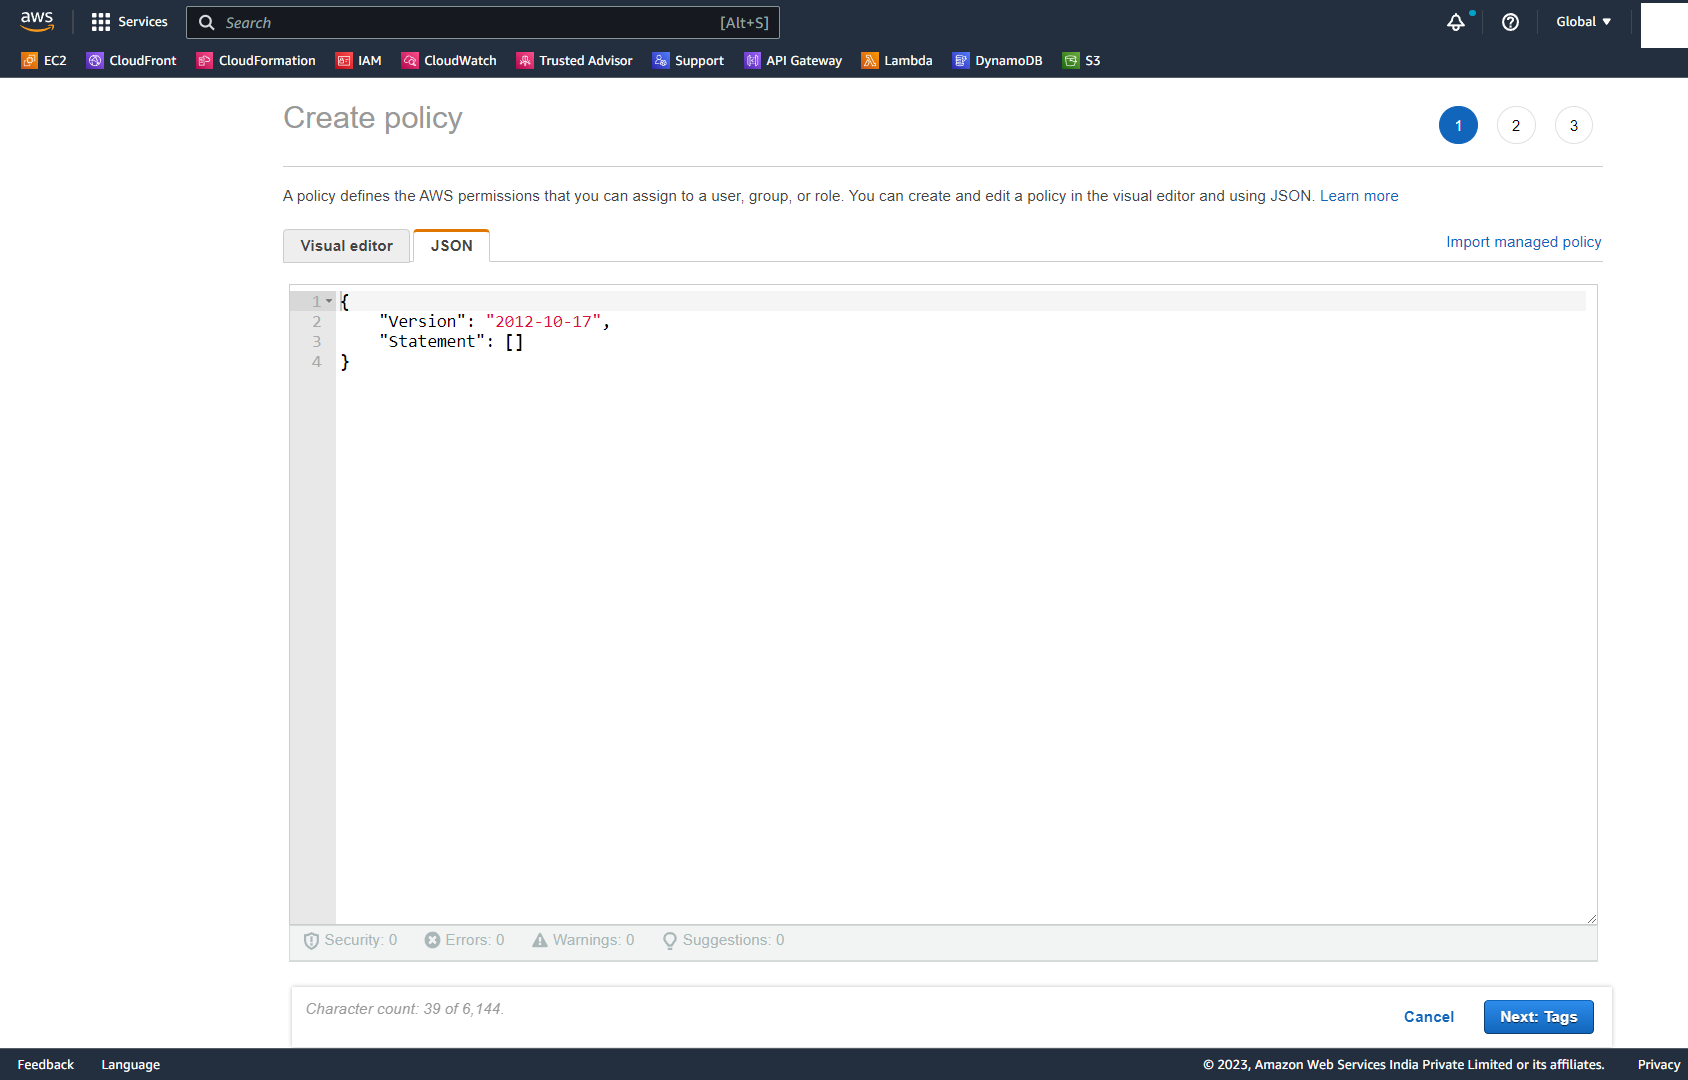 aws Services Search [Alt+S] Global
EC2 CloudFront CloudFormation IAM CloudWatch Trusted Advisor Support API Gateway Lambda DynamoDB S3
Create policy 1 2 3
A policy defines the AWS permissions that you can assign to a user, group, or role. You can create and edit a policy in the visual editor and using JSON. Learn more
Visual editor JSON Import managed policy
1 {
2 "Version": "2012-10-17",
3 "Statement": []
4 }
Security: 0 Errors: 0 Warnings: 0 Suggestions: 0
Character count: 39 of 6,144. Cancel Next: Tags
Feedback Language © 2023, Amazon Web Services India Private Limited or its affiliates. Privacy